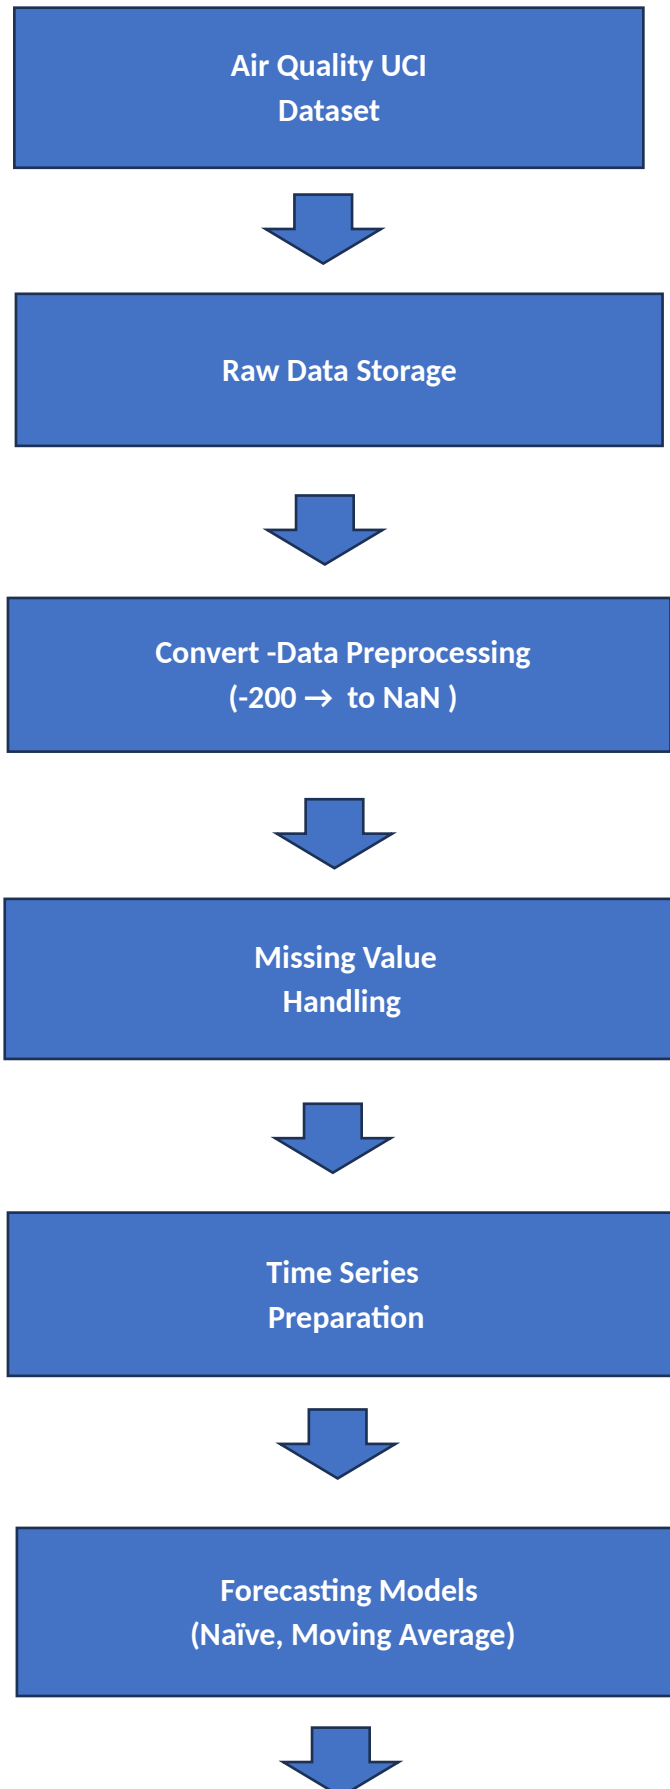 Air Quality UCI
Dataset
Raw Data Storage
Convert -Data Preprocessing
(-200 → to NaN )
Missing Value
Handling
Time Series
Preparation
Forecasting Models
(Naïve, Moving Average)